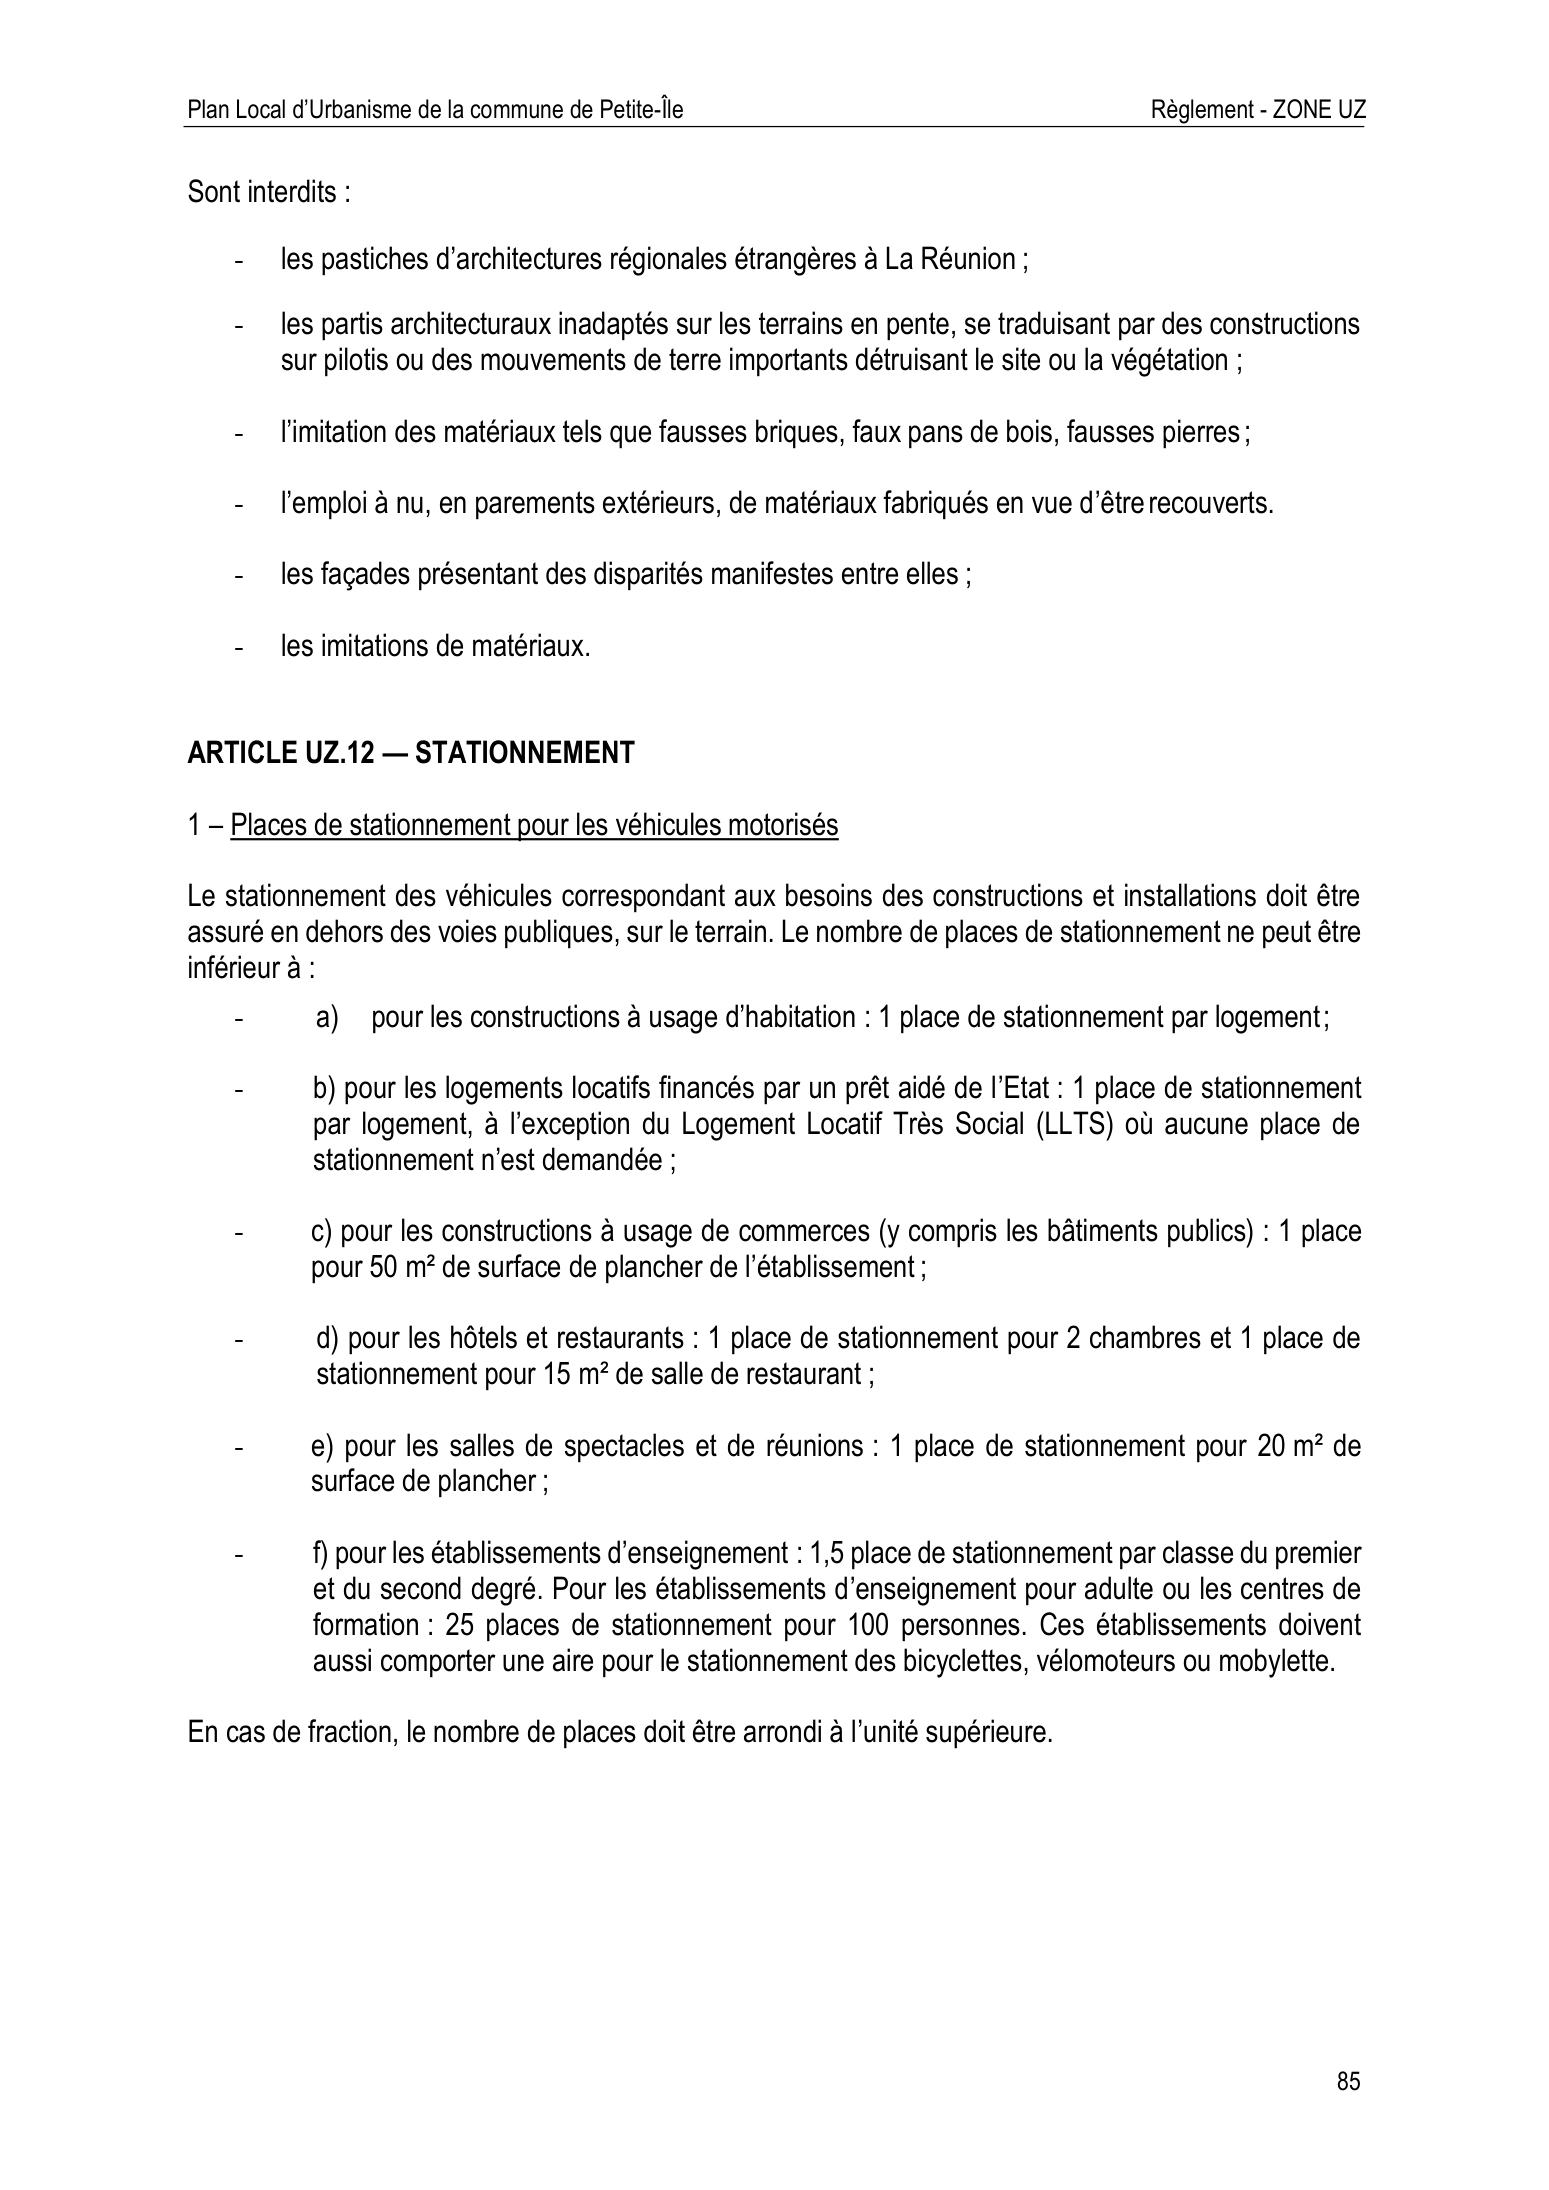 Plan Local d’Urbanisme de la commune de Petite-Île Règlement - ZONE UZ
Sont interdits :
- les pastiches d’architectures régionales étrangères à La Réunion ;
- les partis architecturaux inadaptés sur les terrains en pente, se traduisant par des constructions
sur pilotis ou des mouvements de terre importants détruisant le site ou la végétation ;
- l’imitation des matériaux tels que fausses briques, faux pans de bois, fausses pierres ;
- l’emploi à nu, en parements extérieurs, de matériaux fabriqués en vue d’être recouverts.
- les façades présentant des disparités manifestes entre elles ;
- les imitations de matériaux.
ARTICLE UZ.12 — STATIONNEMENT
1 – Places de stationnement pour les véhicules motorisés
Le stationnement des véhicules correspondant aux besoins des constructions et installations doit être
assuré en dehors des voies publiques, sur le terrain. Le nombre de places de stationnement ne peut être
inférieur à :
- a) pour les constructions à usage d’habitation : 1 place de stationnement par logement ;
- b) pour les logements locatifs financés par un prêt aidé de l’Etat : 1 place de stationnement
par logement, à l’exception du Logement Locatif Très Social (LLTS) où aucune place de
stationnement n’est demandée ;
- c) pour les constructions à usage de commerces (y compris les bâtiments publics) : 1 place
pour 50 m² de surface de plancher de l’établissement ;
- d) pour les hôtels et restaurants : 1 place de stationnement pour 2 chambres et 1 place de
stationnement pour 15 m² de salle de restaurant ;
- e) pour les salles de spectacles et de réunions : 1 place de stationnement pour 20 m² de
surface de plancher ;
- f) pour les établissements d’enseignement : 1,5 place de stationnement par classe du premier
et du second degré. Pour les établissements d’enseignement pour adulte ou les centres de
formation : 25 places de stationnement pour 100 personnes. Ces établissements doivent
aussi comporter une aire pour le stationnement des bicyclettes, vélomoteurs ou mobylette.
En cas de fraction, le nombre de places doit être arrondi à l’unité supérieure.
85